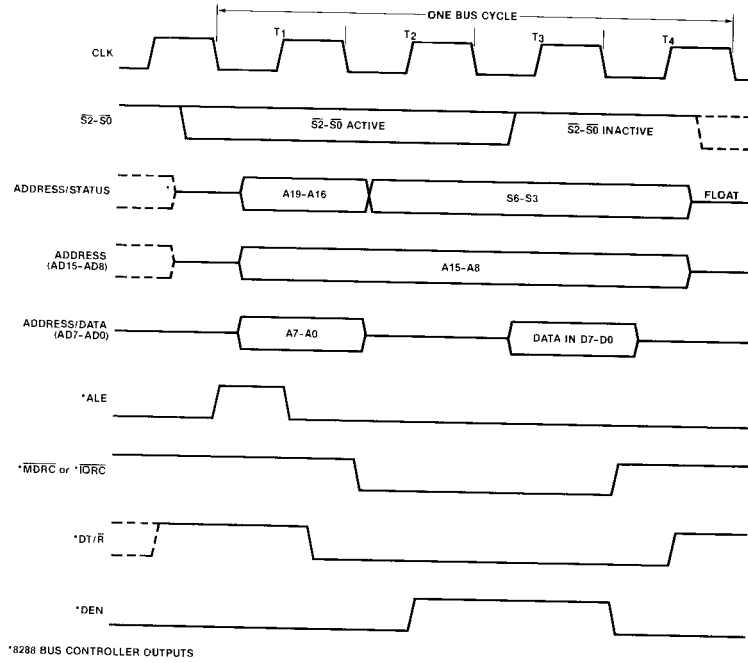 ONE BUS CYCLE
T1 T2 T3 T4
CLK
S2-S0 S2-S0 ACTIVE S2-S0 INACTIVE
ADDRESS/STATUS A19-A16 S6-S3 FLOAT
ADDRESS
(AD15-AD8) A15-A8
ADDRESS/DATA
(AD7-AD0) A7-A0 DATA IN D7-D0
*ALE
*MDRC or *IORC
*DT/R
*DEN
*8288 BUS CONTROLLER OUTPUTS